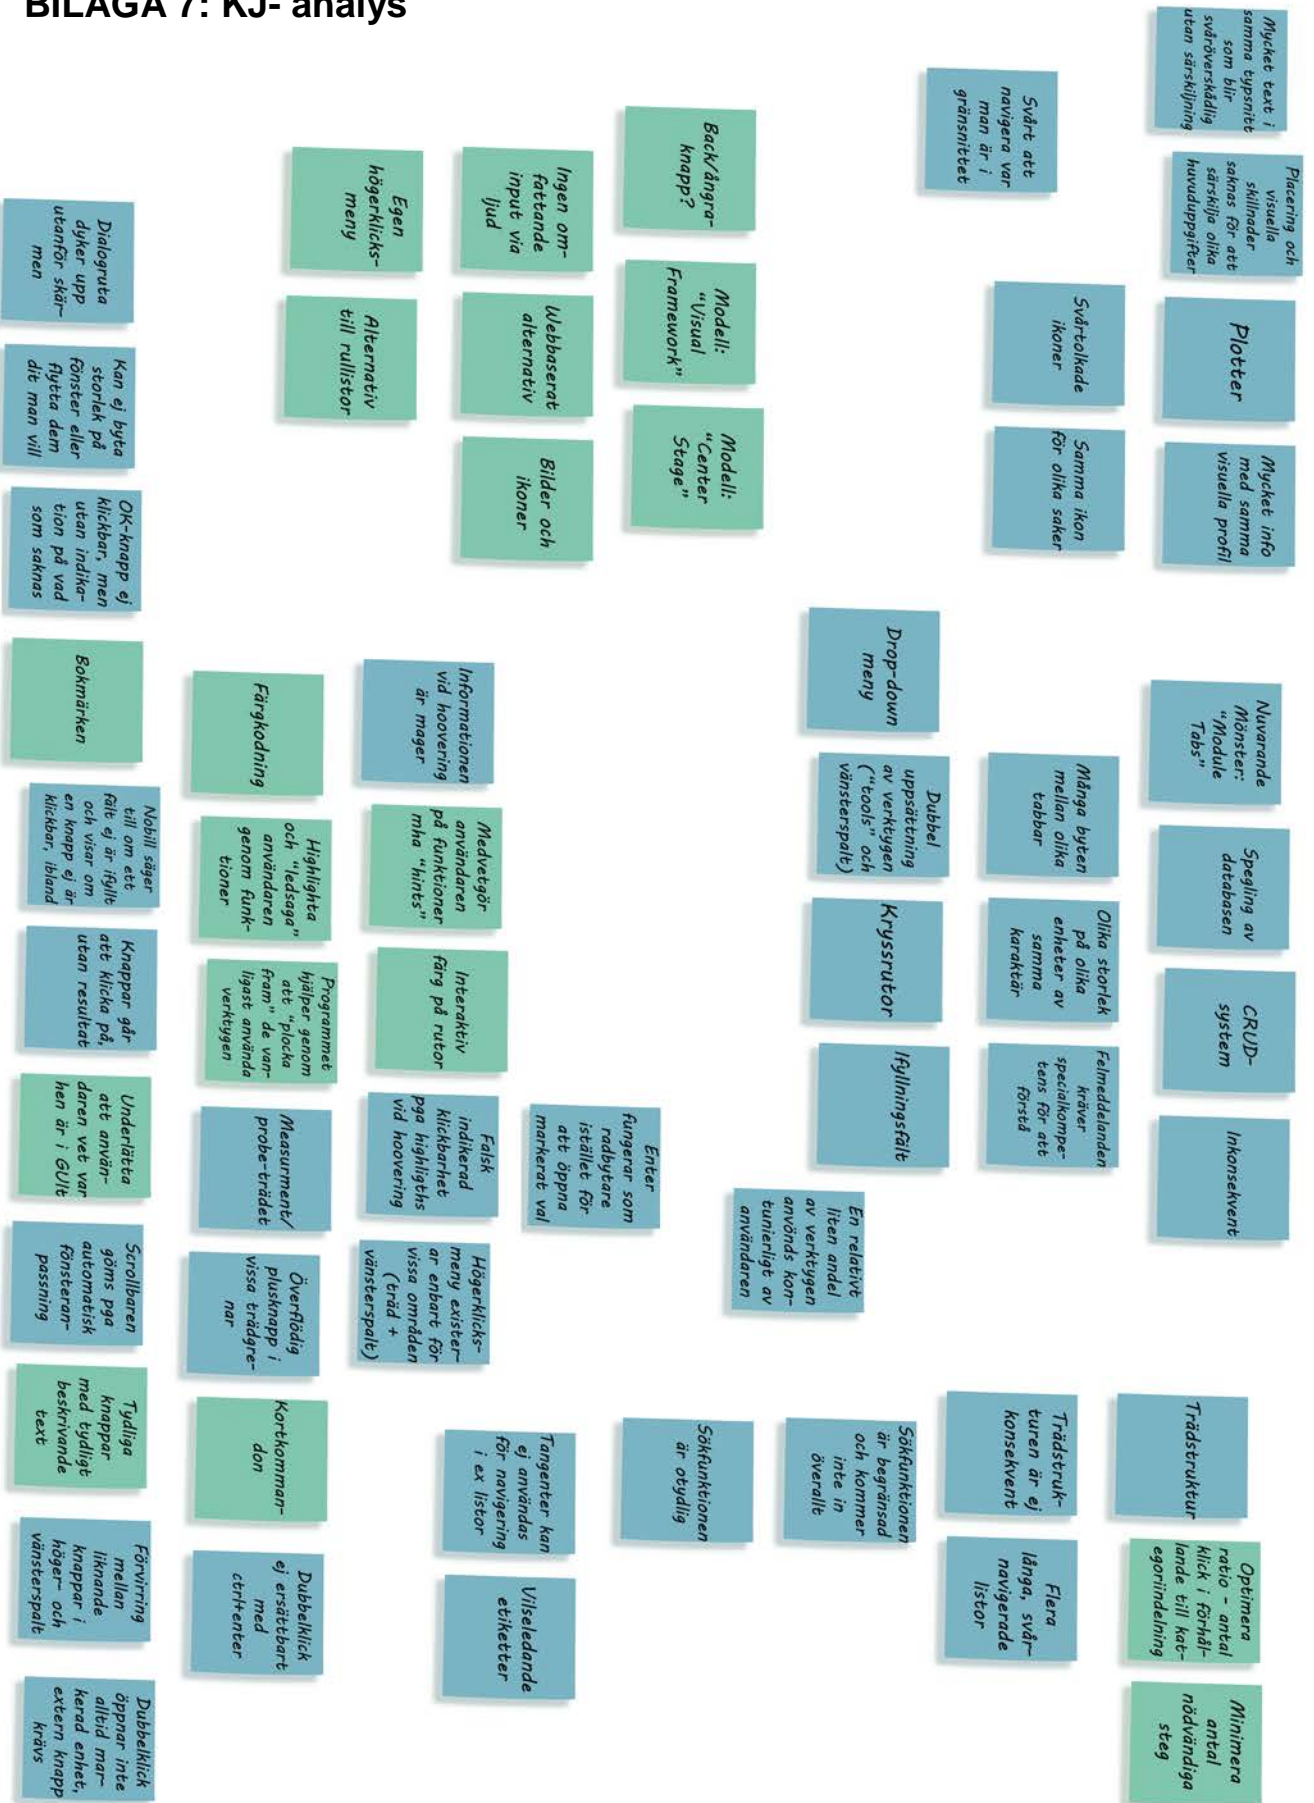 BILAGA 7: KJ- analys
Mycket text i
samma typsnitt
som blir
svåröverskådlig
utan särskiljning
Placering och
visuella
skillnader
saknas för att
särskilja olika
huvuduppgifter
Plotter
Mycket info
med samma
visuella profil
Svårt att
navigera var
man är i
gränsnittet
Svårtolkade
ikoner
Samma ikon
för olika saker
Back/ångra-
knapp?
Modell:
"Visual
Framework"
Modell:
"Center
Stage"
Ingen om-
fattande
input via
ljud
Webbaserat
alternativ
Bilder och
ikoner
Egen
högerklicks-
meny
Alternativ
till rullistor
Nuvarande
Mönster:
"Module
Tabs"
Spegling av
databasen
CRUD-
system
Inkonsekvent
Många byten
mellan olika
tabbar
Olika storlek
på olika
enheter av
samma
karaktär
Felmeddelanden
kräver
specialkompe-
tens för att
förstå
Drop-down
meny
Dubbel
uppsättning
av verktygen
("tools" och
vänsterspalt)
Kryssrutor
Ifyllningsfält
En relativt
liten andel
av verktygen
används kon-
tunierligt av
användaren
Enter
fungerar som
radbytare
istället för
att öppna
markerat val
Informationen
vid hoovering
är mager
Medvetgör
användaren
på funktioner
mha "hints"
Interaktiv
färg på rutor
Falsk
indikerad
klickbarhet
pga highligths
vid hoovering
Högerklicks-
meny exister-
ar enbart för
vissa områden
(träd +
vänsterspalt)
Färgkodning
Highlighta
och "ledsaga"
användaren
genom funk-
tioner
Programmet
hjälper genom
att "plocka
fram" de van-
ligast använda
verktygen
Measurment/
probe-trädet
Överflödig
plusknapp i
vissa trädgre-
nar
Kortkomman-
don
Dubbelklick
ej ersättbart
med
ctrl+enter
Dialogruta
dyker upp
utanför skär-
men
Kan ej byta
storlek på
fönster eller
flytta dem
dit man vill
OK-knapp ej
klickbar, men
utan indika-
tion på vad
som saknas
Bokmärken
Nobill säger
till om ett
fält ej är ifyllt
och visar om
en knapp ej är
klickbar, ibland
Knappar går
att klicka på,
utan resultat
Underlätta
att använ-
daren vet var
hen är i GUIt
Scrollbaren
göms pga
automatisk
fönsteran-
passning
Tydliga
knappar
med tydligt
beskrivande
text
Förvirring
mellan
liknande
knappar i
höger- och
vänsterspalt
Dubbelklick
öppnar inte
alltid mar-
kerad enhet,
extern knapp
krävs
Trädstruktur
Optimera
ratio - antal
klick i förhål-
lande till kat-
egoriindelning
Minimera
antal
nödvändiga
steg
Trädstruk-
turen är ej
konsekvent
Flera
långa, svår-
navigerade
listor
Sökfunktionen
är begränsad
och kommer
inte in
överallt
Sökfunktionen
är otydlig
Tangenter kan
ej användas
för navigering
i ex listor
Vilseledande
etiketter